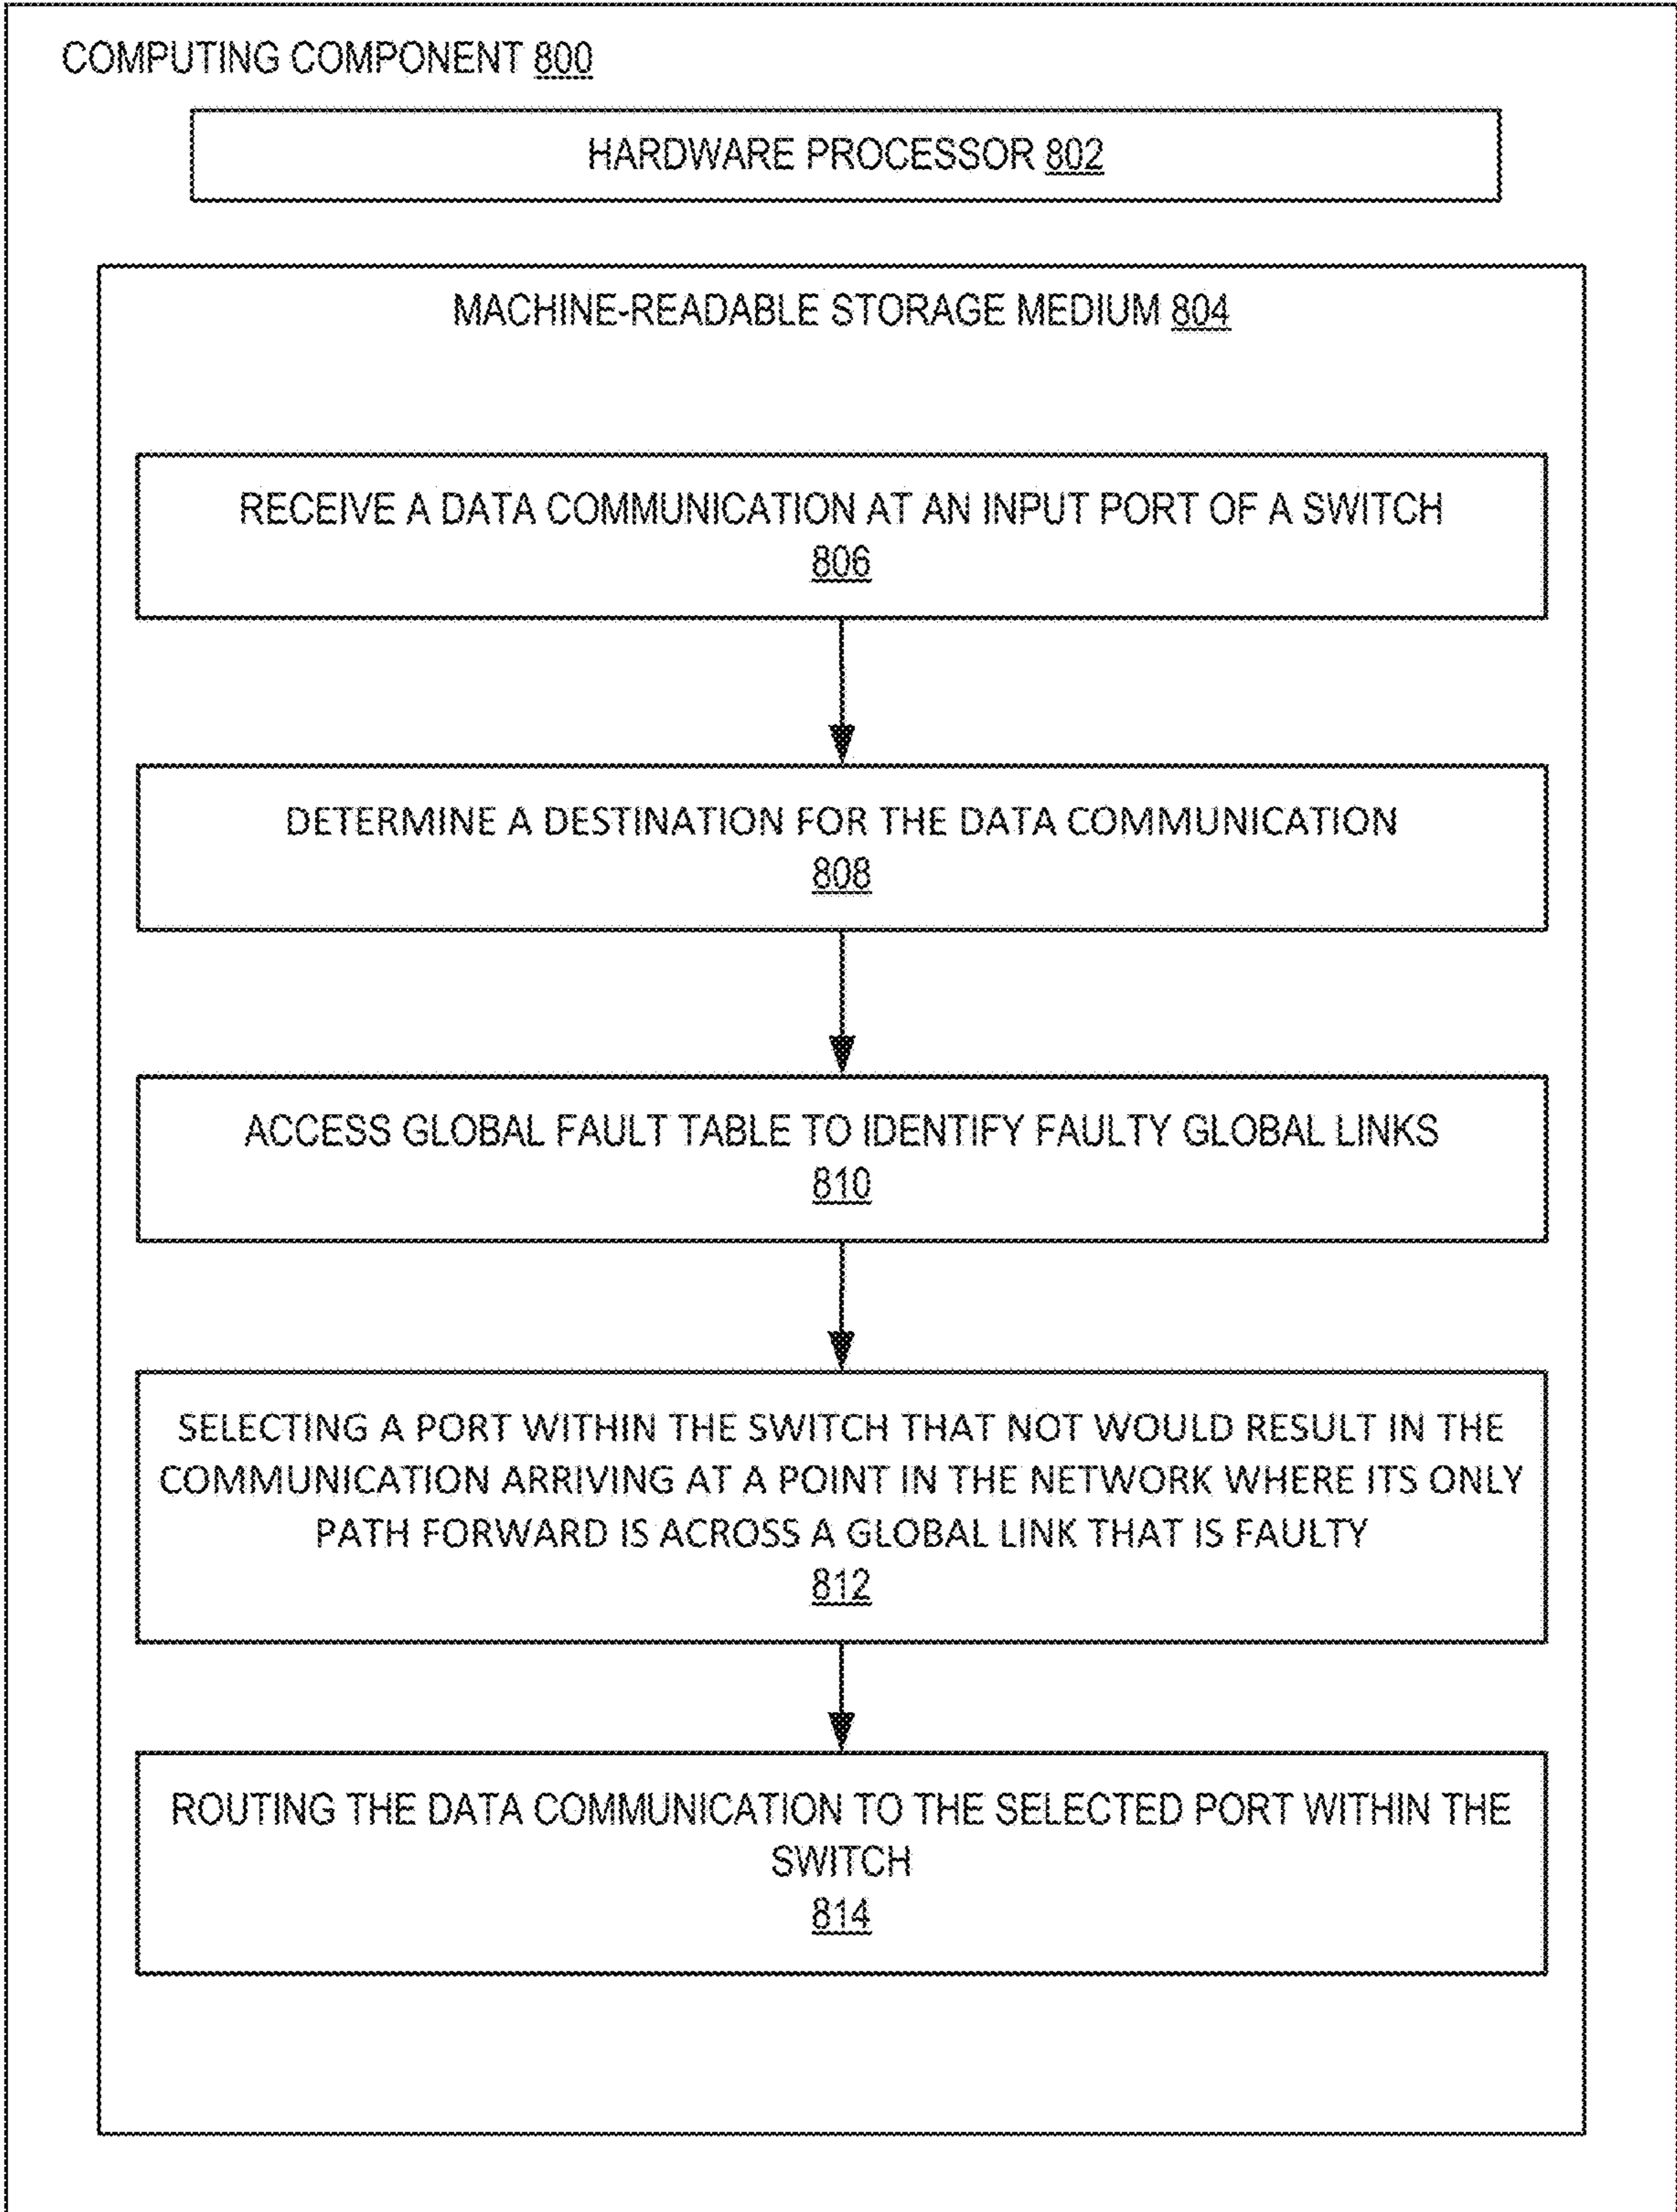 COMPUTING COMPONENT 800
HARDWARE PROCESSOR 802
MACHINE-READABLE STORAGE MEDIUM 804
RECEIVE A DATA COMMUNICATION AT AN INPUT PORT OF A SWITCH
806
DETERMINE A DESTINATION FOR THE DATA COMMUNICATION
808
ACCESS GLOBAL FAULT TABLE TO IDENTIFY FAULTY GLOBAL LINKS
810
SELECTING A PORT WITHIN THE SWITCH THAT NOT WOULD RESULT IN THE
COMMUNICATION ARRIVING AT A POINT IN THE NETWORK WHERE ITS ONLY
PATH FORWARD IS ACROSS A GLOBAL LINK THAT IS FAULTY
812
ROUTING THE DATA COMMUNICATION TO THE SELECTED PORT WITHIN THE
SWITCH
814